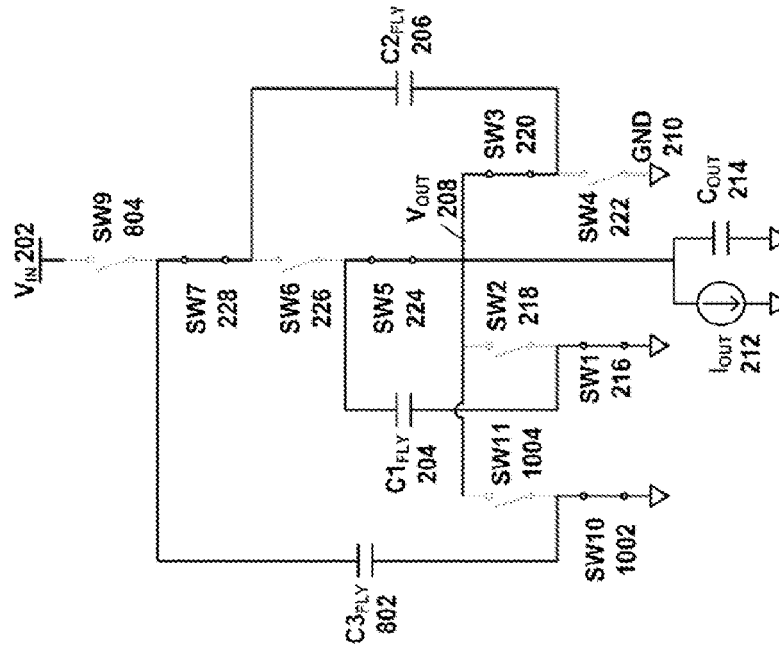 V_IN 202
SW9
804
SW7
228
C2_FLY
206
SW6
226
SW5
224
V_OUT
208
SW3
220
GND
210
SW4
222
C_OUT
214
SW2
218
SW1
216
I_OUT
212
C1_FLY
204
SW11
1004
SW10
1002
C3_FLY
802